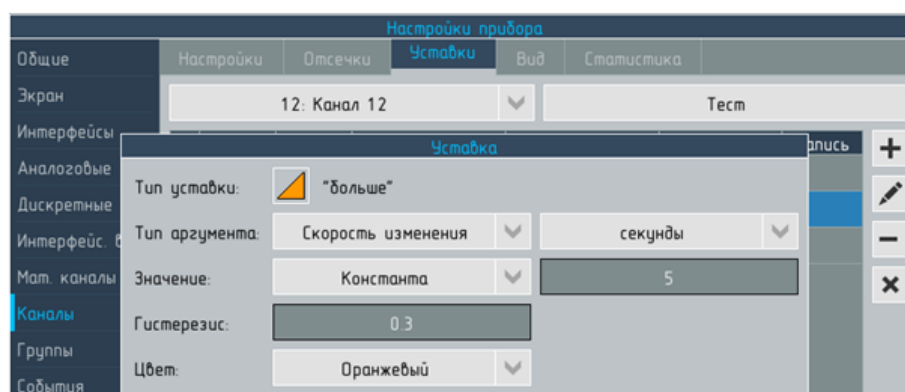 Настройки прибора
Общие
Настройки Отсечки Уставки Вид Статистика
Экран
12: Канал 12 Тест
Интерфейсы
Уставка
апись
Аналоговые
Тип уставки: "больше"
Дискретные
Тип аргумента: Скорость изменения секунды
Интерфейс.
Мат. каналы
Значение: Константа 5
Каналы
Гистерезис: 0.3
Группы
Цвет: Оранжевый
События